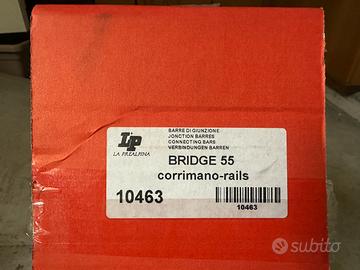 LP
LA PREALPINA
BARRE DI GIUNZIONE
JONCTION BARRES
CONNECTING BARS
VERBINDUNGEN BARREN
BRIDGE 55
corrimano-rails
10463
10463
subito